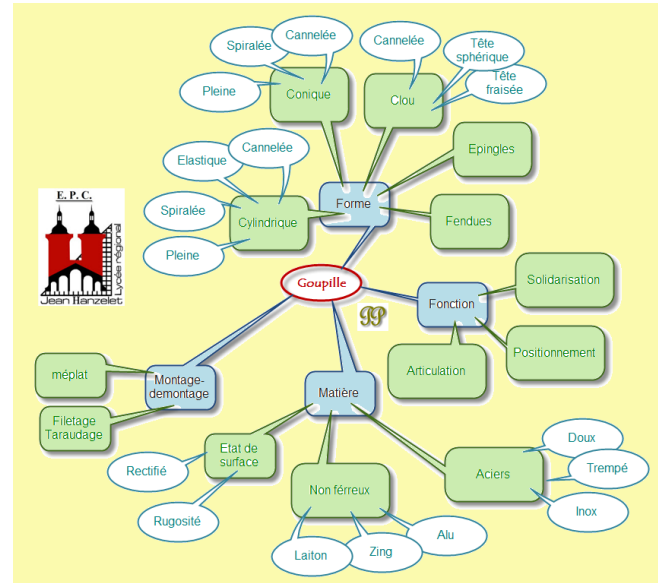 Cannelée
Spiralée
Pleine
Conique
Cannelée
Tête
sphérique
Tête
fraisée
Clou
Elastique
Cannelée
Spiralée
Pleine
Cylindrique
Epingles
Fendues
Forme
E. P. C.
Jean Hanzelet
Lycée régional
Goupille
Fonction
Solidarisation
Positionnement
Articulation
GP
Montage-
demontage
méplat
Filetage
Taraudage
Matière
Etat de
surface
Rectifié
Rugosité
Non férreux
Laiton
Zing
Alu
Aciers
Doux
Trempé
Inox